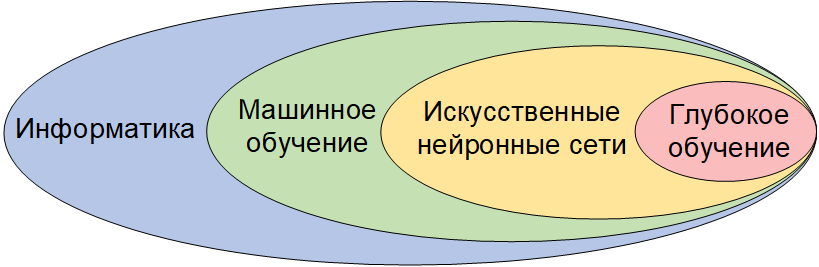 Информатика
Машинное
обучение
Искусственные
нейронные сети
Глубокое
обучение